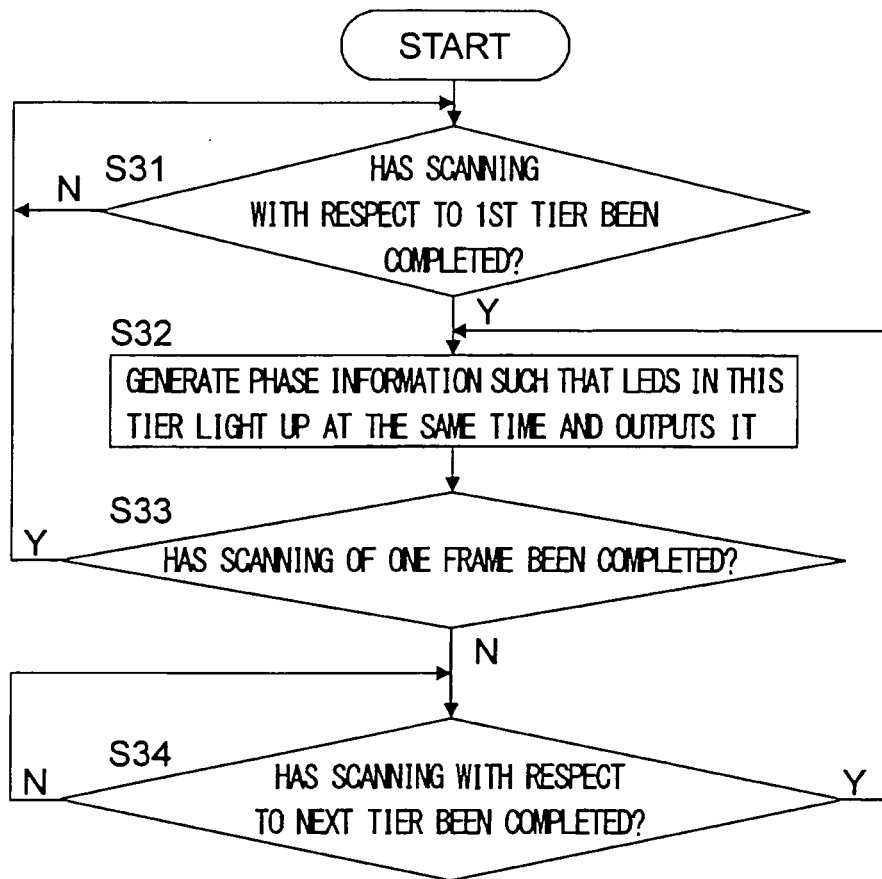 START
S31
N
HAS SCANNING
WITH RESPECT TO 1ST TIER BEEN
COMPLETED?
Y
S32
GENERATE PHASE INFORMATION SUCH THAT LEDS IN THIS
TIER LIGHT UP AT THE SAME TIME AND OUTPUTS IT
S33
Y
HAS SCANNING OF ONE FRAME BEEN COMPLETED?
N
S34
N
HAS SCANNING WITH RESPECT
TO NEXT TIER BEEN COMPLETED?
Y